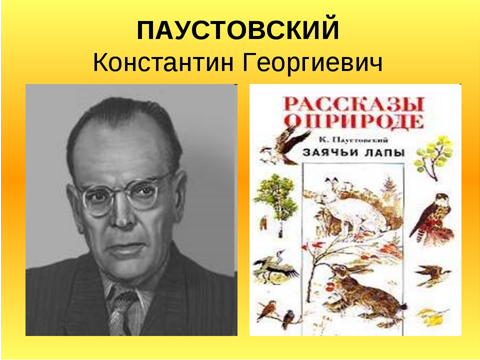 ПАУСТОВСКИЙ
Константин Георгиевич
РАССКАЗЫ
О ПРИРОДЕ
К. Паустовский
ЗАЯЧЬИ ЛАПЫ